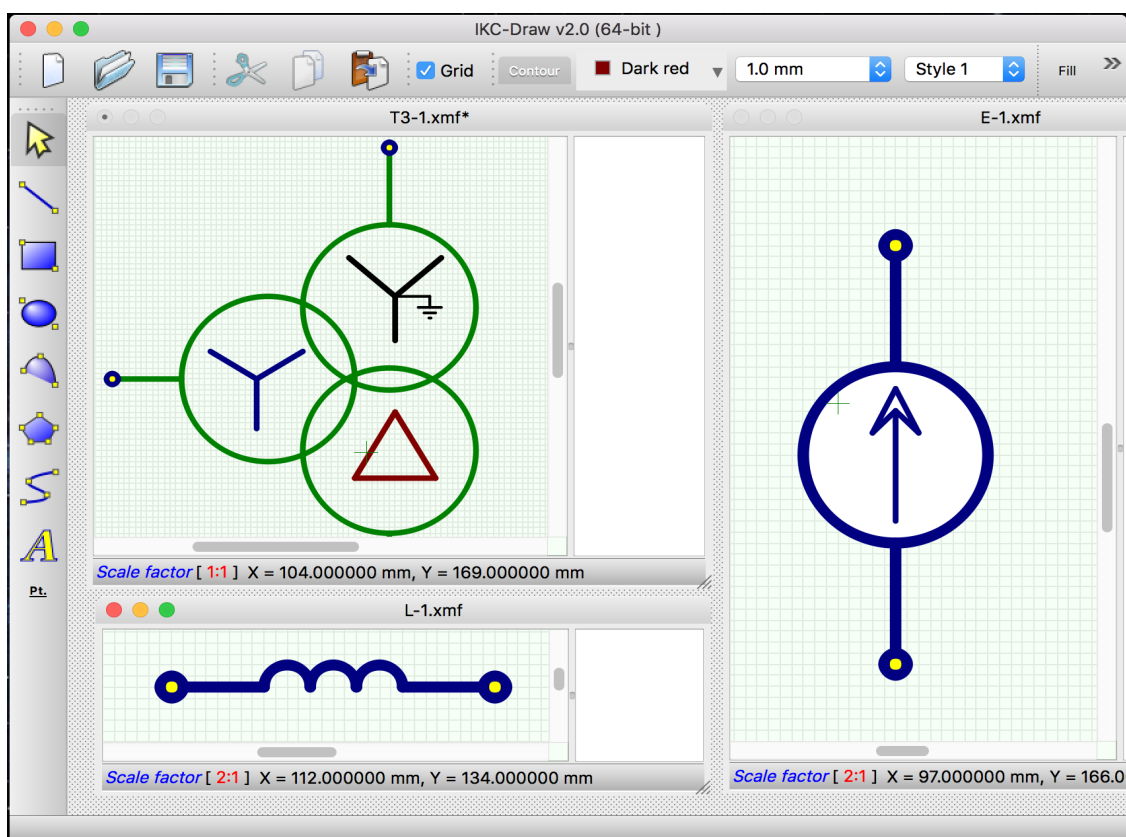 IKC-Draw v2.0 (64-bit )
Grid Contour Dark red 1.0 mm Style 1 Fill
T3-1.xmf*
E-1.xmf
A
Pt.
Scale factor [ 1:1 ] X = 104.000000 mm, Y = 169.000000 mm
L-1.xmf
Scale factor [ 2:1 ] X = 112.000000 mm, Y = 134.000000 mm
Scale factor [ 2:1 ] X = 97.000000 mm, Y = 166.0